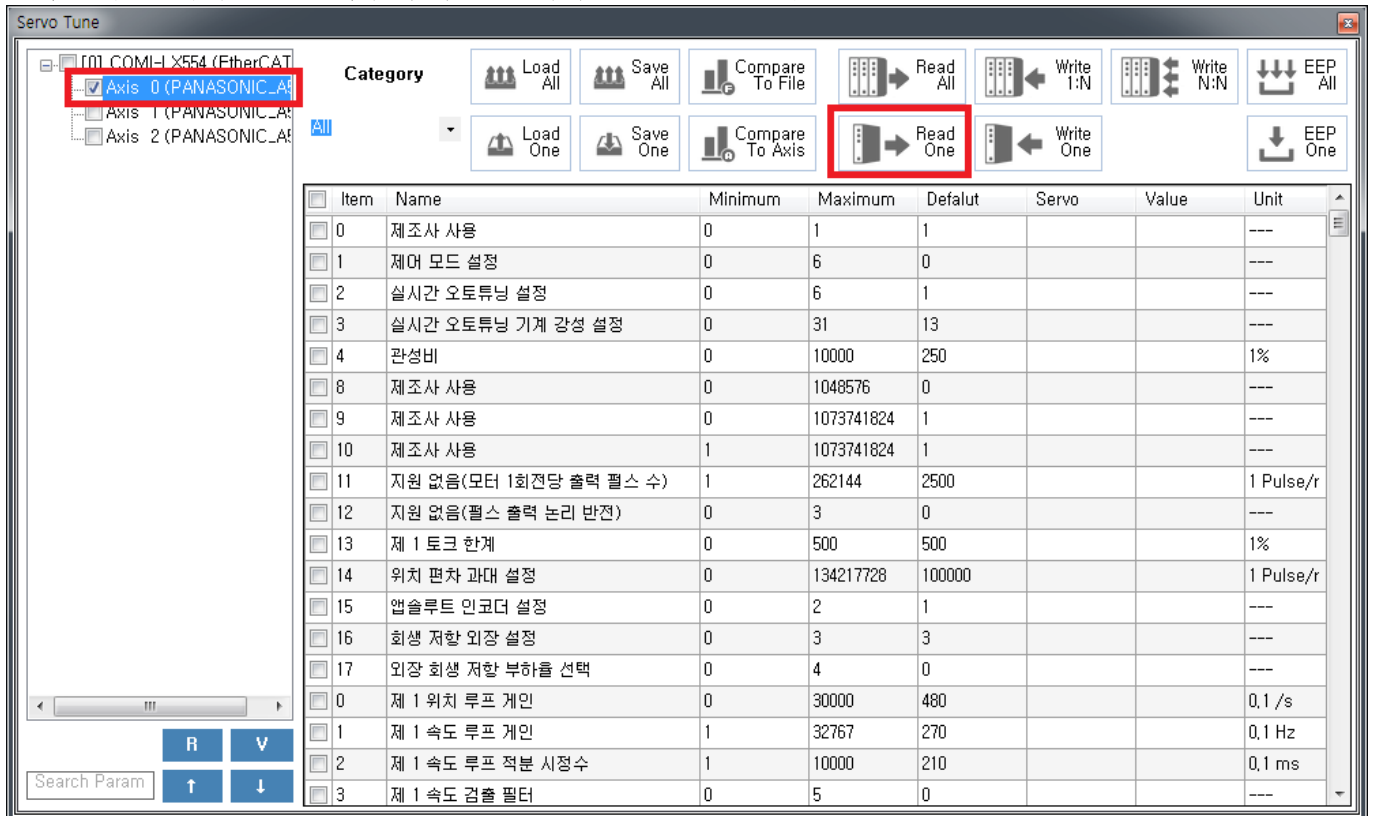 Servo Tune
[0] COMI-LX554 (EtherCAT
Axis 0 (PANASONIC_A5
Axis 1 (PANASONIC_A5
Axis 2 (PANASONIC_A5
Category
All
Load All
Save All
Compare To File
Read All
Write 1:N
Write N:N
EEP All
Load One
Save One
Compare To Axis
Read One
Write One
EEP One
Item Name Minimum Maximum Defalut Servo Value Unit
0 제조사 사용 0 1 1 ---
1 제어 모드 설정 0 6 0 ---
2 실시간 오토튜닝 설정 0 6 1 ---
3 실시간 오토튜닝 기계 강성 설정 0 31 13 ---
4 관성비 0 10000 250 1%
8 제조사 사용 0 1048576 0 ---
9 제조사 사용 0 1073741824 1 ---
10 제조사 사용 1 1073741824 1 ---
11 지원 없음(모터 1회전당 출력 펄스 수) 1 262144 2500 1 Pulse/r
12 지원 없음(펄스 출력 논리 반전) 0 3 0 ---
13 제 1 토크 한계 0 500 500 1%
14 위치 편차 과대 설정 0 134217728 100000 1 Pulse/r
15 앱솔루트 인코더 설정 0 2 1 ---
16 회생 저항 외장 설정 0 3 3 ---
17 외장 회생 저항 부하율 선택 0 4 0 ---
0 제 1 위치 루프 게인 0 30000 480 0,1 /s
1 제 1 속도 루프 게인 1 32767 270 0,1 Hz
2 제 1 속도 루프 적분 시정수 1 10000 210 0,1 ms
3 제 1 속도 검출 필터 0 5 0 ---
R V
Search Param ↑ ↓